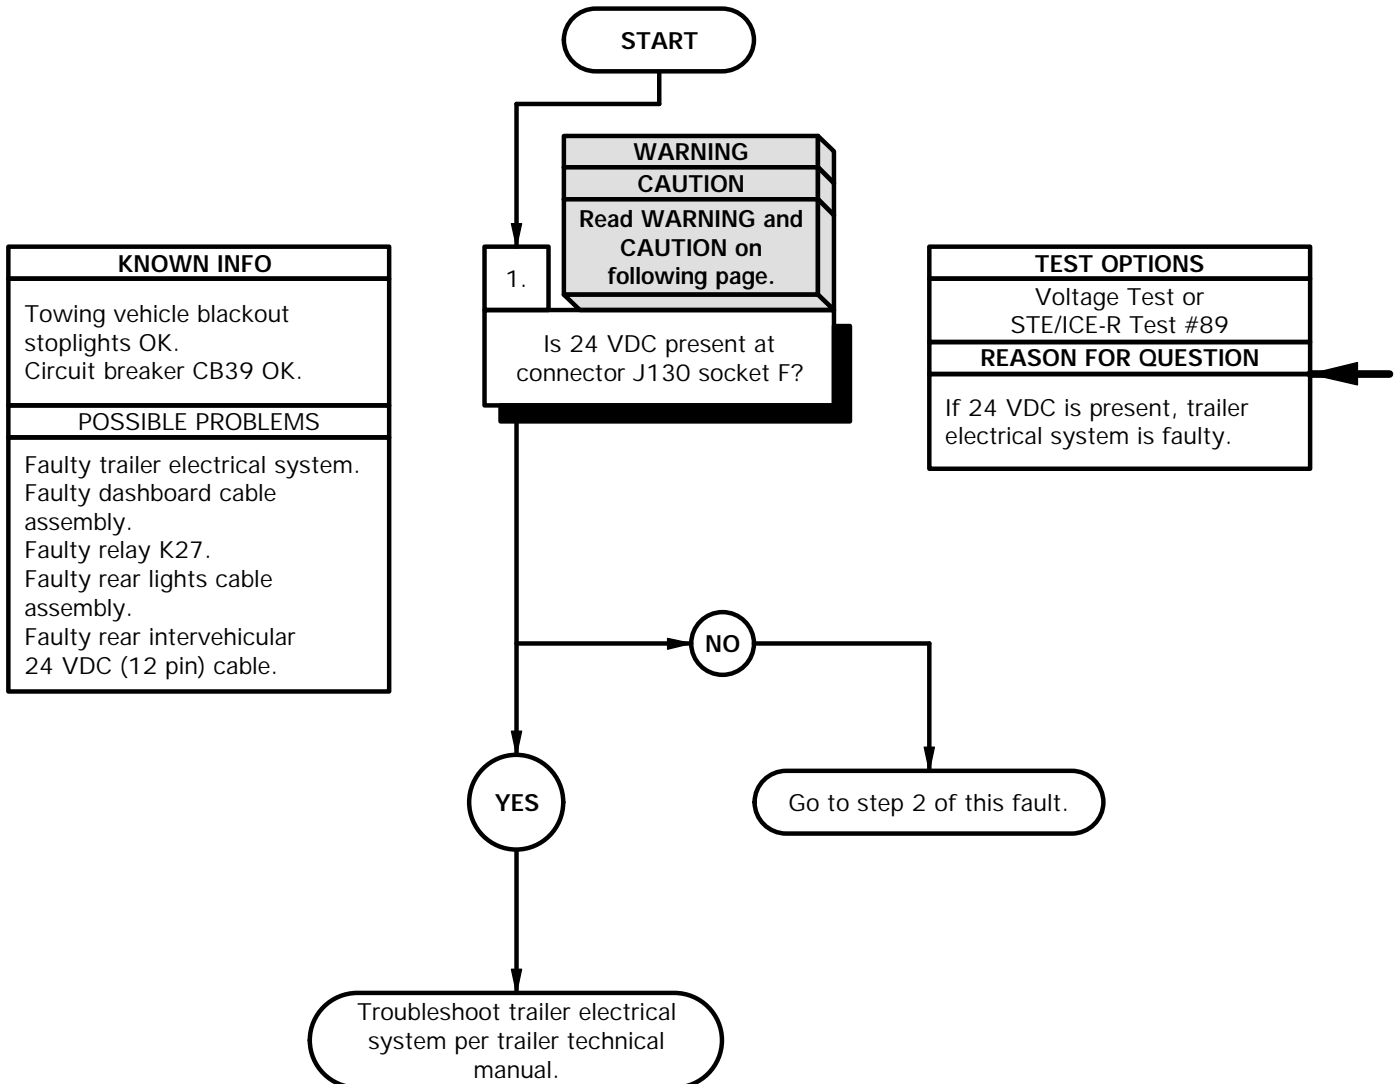 START
WARNING
CAUTION
Read WARNING and
CAUTION on
following page.
1.
Is 24 VDC present at
connector J130 socket F?
KNOWN INFO
Towing vehicle blackout
stoplights OK.
Circuit breaker CB39 OK.
POSSIBLE PROBLEMS
Faulty trailer electrical system.
Faulty dashboard cable
assembly.
Faulty relay K27.
Faulty rear lights cable
assembly.
Faulty rear intervehicular
24 VDC (12 pin) cable.
TEST OPTIONS
Voltage Test or
STE/ICE-R Test #89
REASON FOR QUESTION
If 24 VDC is present, trailer
electrical system is faulty.
NO
YES
Go to step 2 of this fault.
Troubleshoot trailer electrical
system per trailer technical
manual.